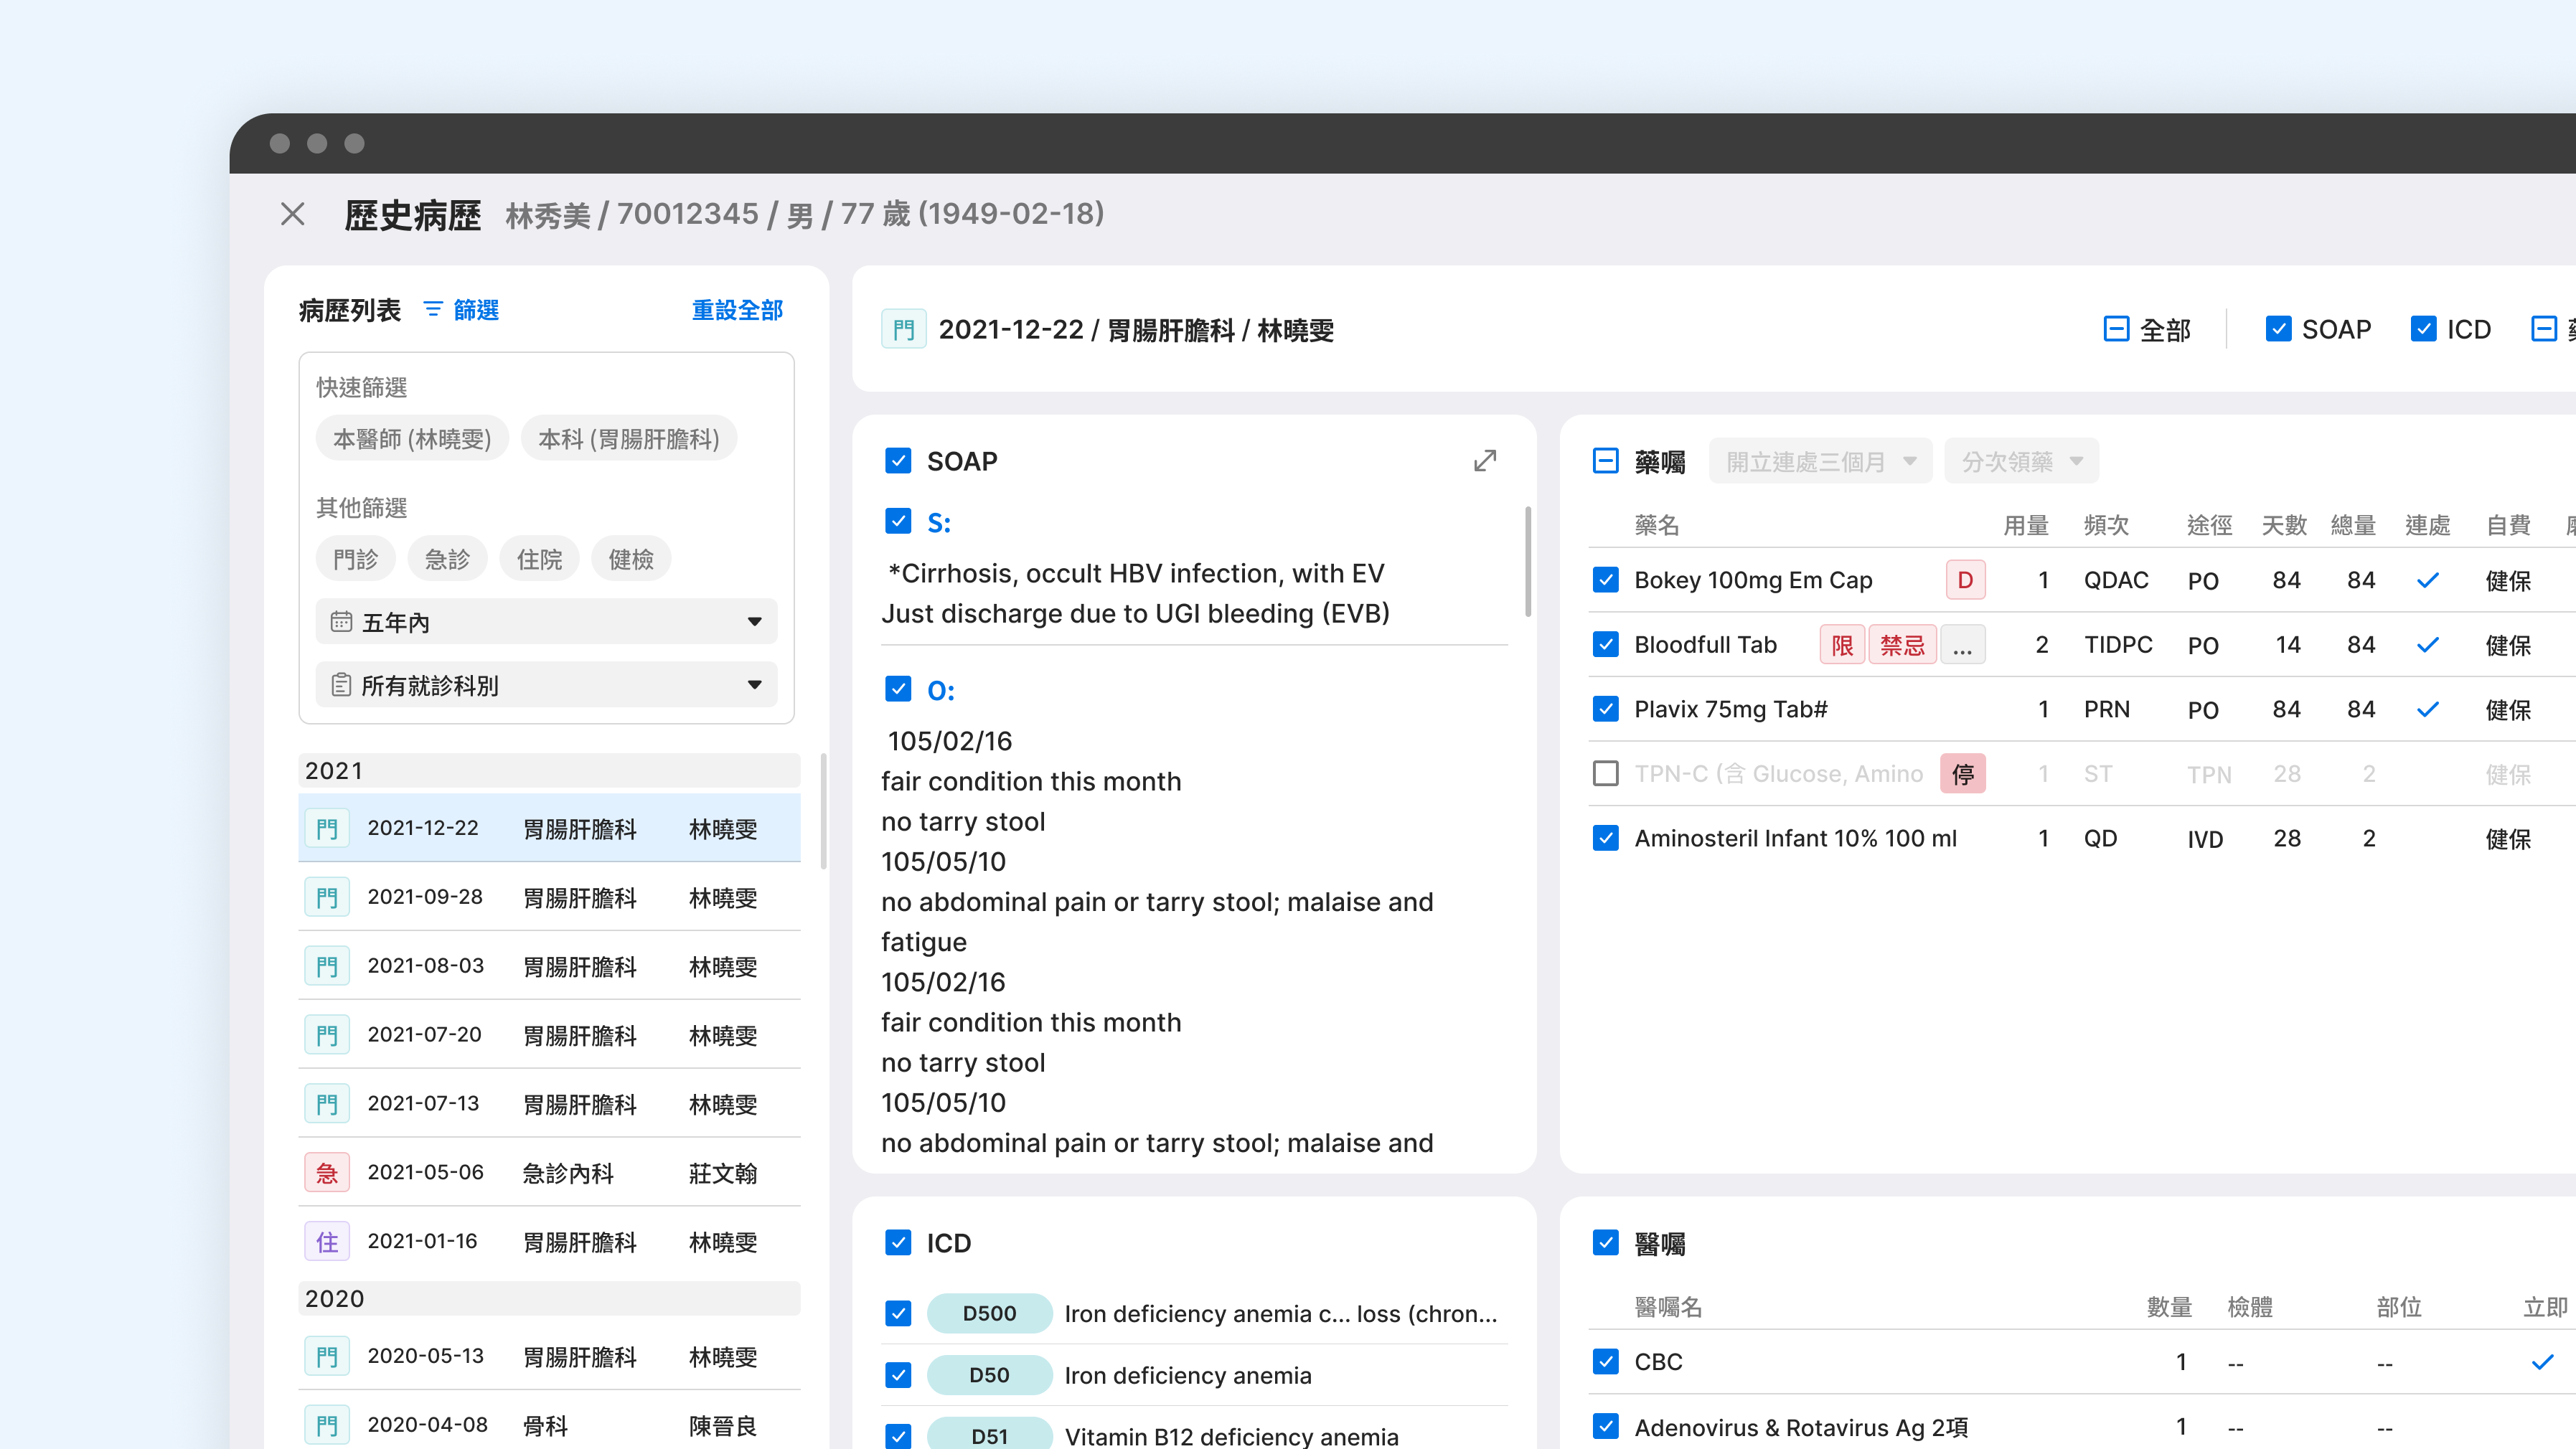 歷史病歷 林秀美 / 70012345 / 男 / 77 歲 (1949-02-18)
病歷列表 篩選 重設全部
快速篩選
本醫師 (林曉雯) 本科 (胃腸肝膽科)
其他篩選
門診 急診 住院 健檢
五年內
所有就診科別
2021
門 2021-12-22 胃腸肝膽科 林曉雯
門 2021-09-28 胃腸肝膽科 林曉雯
門 2021-08-03 胃腸肝膽科 林曉雯
門 2021-07-20 胃腸肝膽科 林曉雯
門 2021-07-13 胃腸肝膽科 林曉雯
急 2021-05-06 急診內科 莊文翰
住 2021-01-16 胃腸肝膽科 林曉雯
2020
門 2020-05-13 胃腸肝膽科 林曉雯
門 2020-04-08 骨科 陳晉良
門 2021-12-22 / 胃腸肝膽科 / 林曉雯
全部 SOAP ICD
SOAP
S:
*Cirrhosis, occult HBV infection, with EV
Just discharge due to UGI bleeding (EVB)
O:
105/02/16
fair condition this month
no tarry stool
105/05/10
no abdominal pain or tarry stool; malaise and
fatigue
105/02/16
fair condition this month
no tarry stool
105/05/10
no abdominal pain or tarry stool; malaise and
藥囑 開立連處三個月 分次領藥
藥名 用量 頻次 途徑 天數 總量 連處 自費
Bokey 100mg Em Cap D 1 QDAC PO 84 84 健保
Bloodfull Tab 限 禁忌 ... 2 TIDPC PO 14 84 健保
Plavix 75mg Tab# 1 PRN PO 84 84 健保
TPN-C (含 Glucose, Amino 停 1 ST TPN 28 2 健保
Aminosteril Infant 10% 100 ml 1 QD IVD 28 2 健保
ICD
D500 Iron deficiency anemia c... loss (chron...
D50 Iron deficiency anemia
D51 Vitamin B12 deficiency anemia
醫囑
醫囑名 數量 檢體 部位 立即
CBC 1 -- --
Adenovirus & Rotavirus Ag 2項 1 -- --